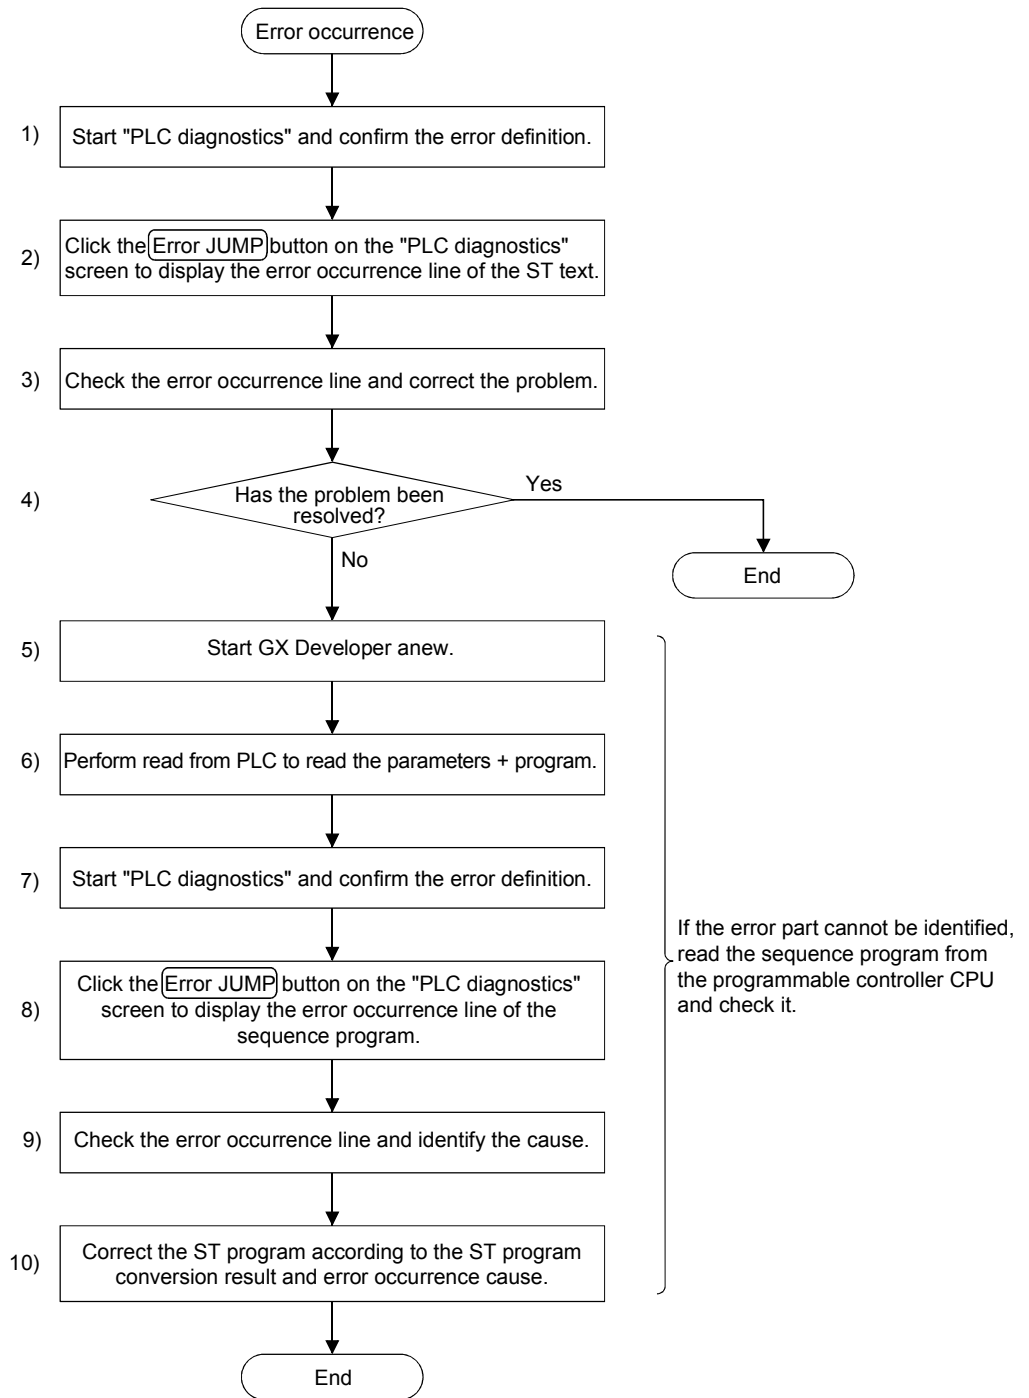 Error occurrence
1)
Start "PLC diagnostics" and confirm the error definition.
2)
Click the Error JUMP button on the "PLC diagnostics"
screen to display the error occurrence line of the ST text.
3)
Check the error occurrence line and correct the problem.
4)
Has the problem been
resolved?
Yes
No
End
5)
Start GX Developer anew.
6)
Perform read from PLC to read the parameters + program.
7)
Start "PLC diagnostics" and confirm the error definition.
8)
Click the Error JUMP button on the "PLC diagnostics"
screen to display the error occurrence line of the
sequence program.
9)
Check the error occurrence line and identify the cause.
10)
Correct the ST program according to the ST program
conversion result and error occurrence cause.
If the error part cannot be identified,
read the sequence program from
the programmable controller CPU
and check it.
End